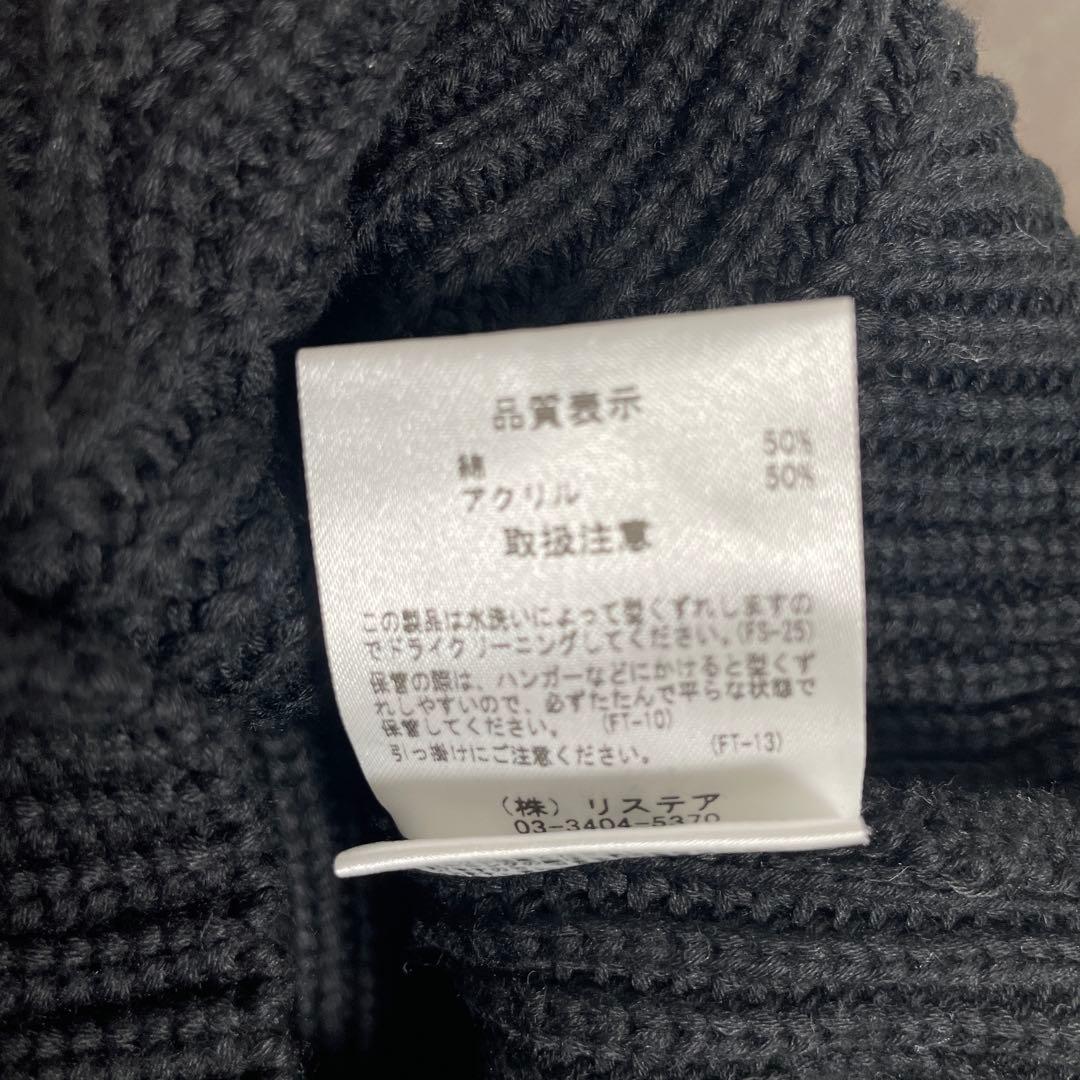 品質表示
綿 50%
アクリル 50%
取扱注意
この製品は水洗いによって型くずれしますの
でドライクリーニングしてください。(FS-25)
保管の際は、ハンガーなどにかけると型くず
れしやすいので、必ずたたんで平らな状態で
保管してください。 (FT-10)
引っ掛けにご注意ください。 (FT-13)
(株) リステア
03-3404-5370